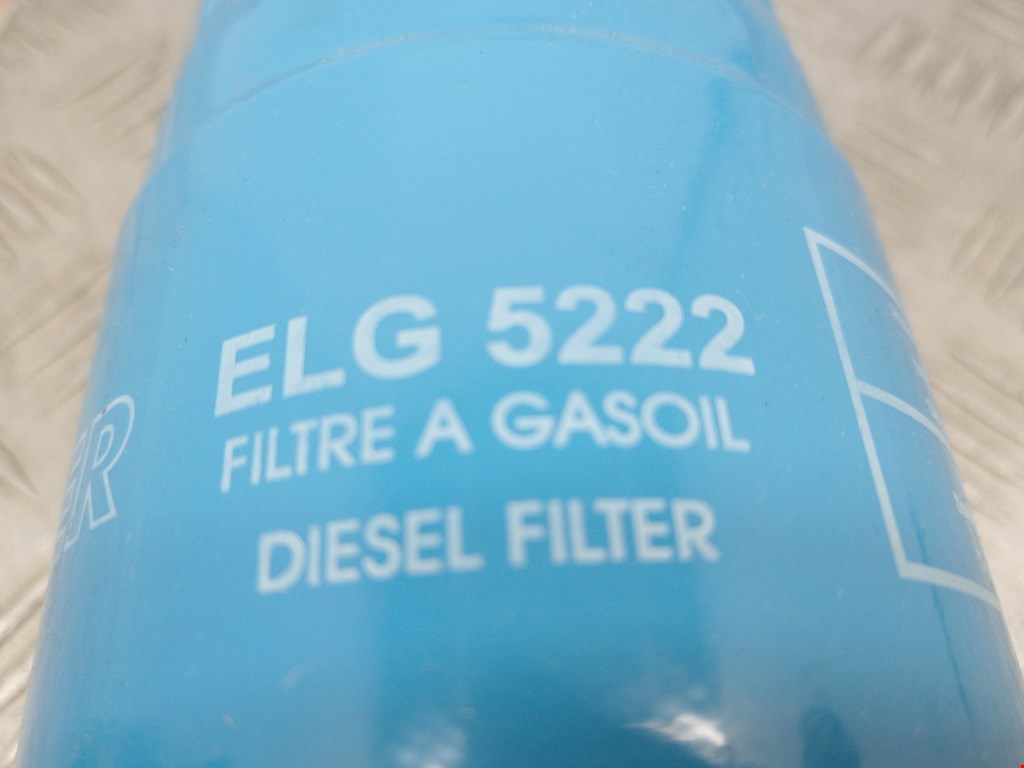 ELG 5222
FILTRE A GASOIL
DIESEL FILTER